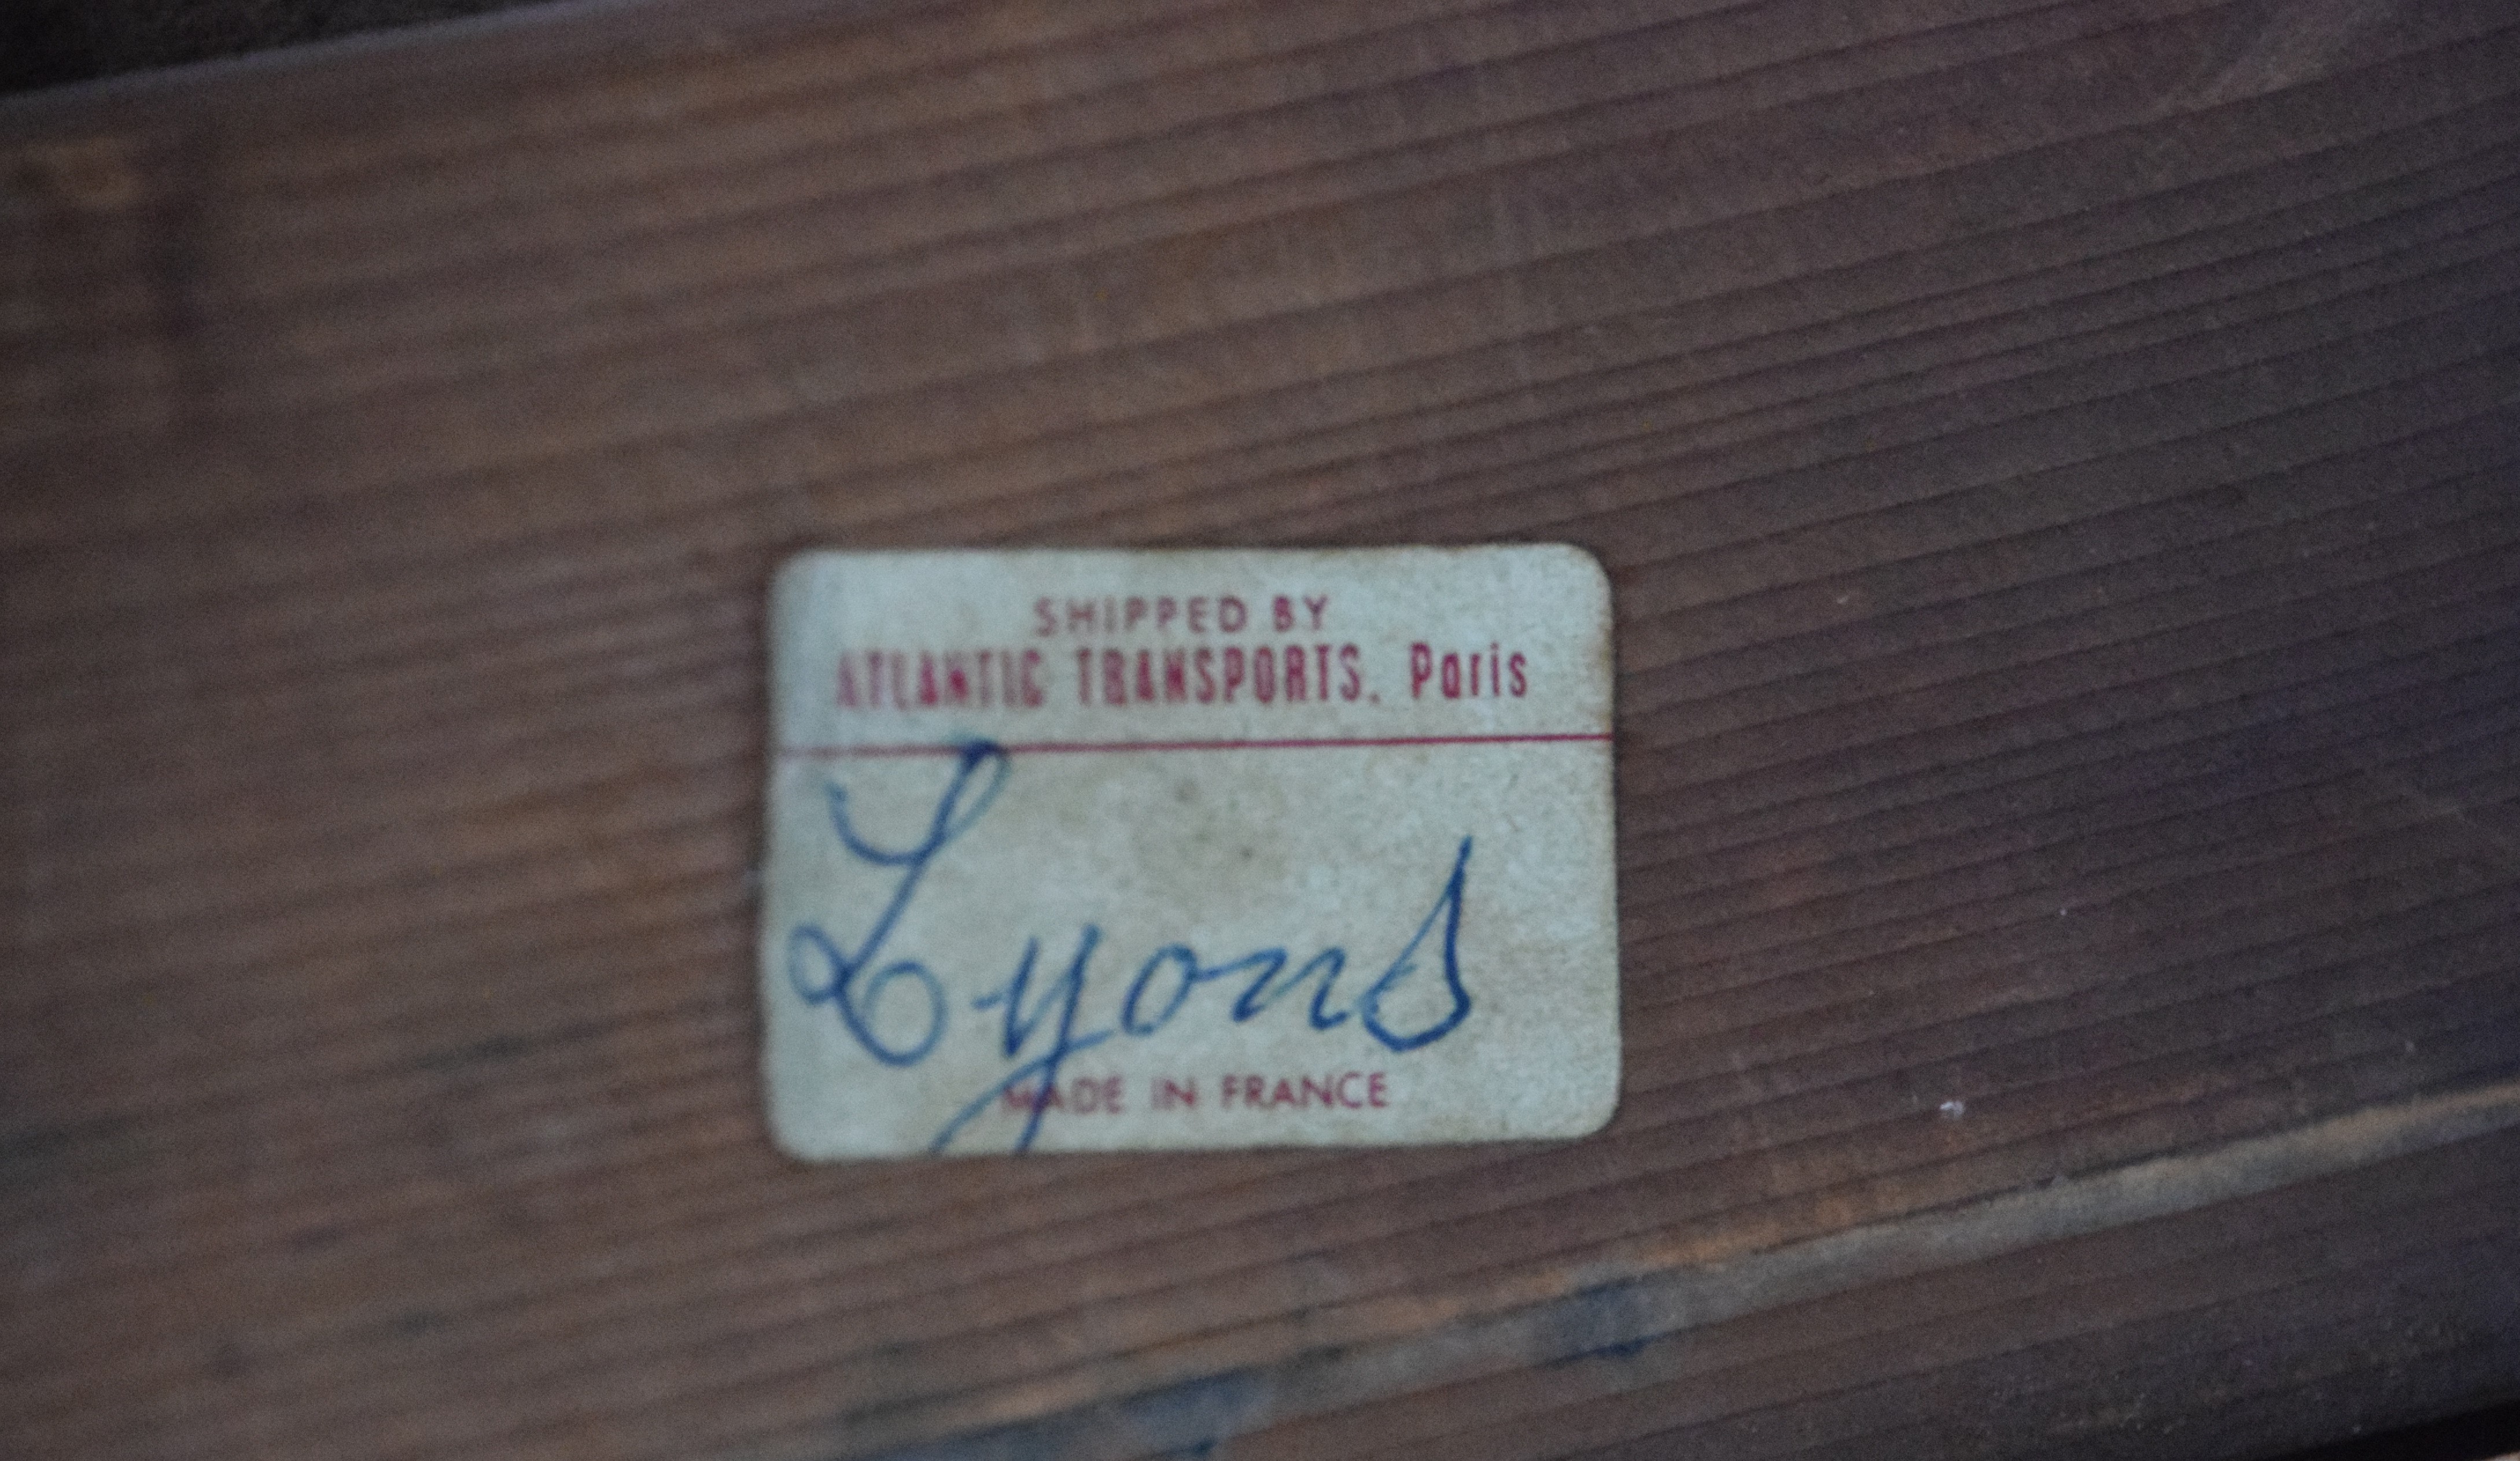 SHIPPED BY
ATLANTIC TRANSPORTS. Paris
Lyons
MADE IN FRANCE